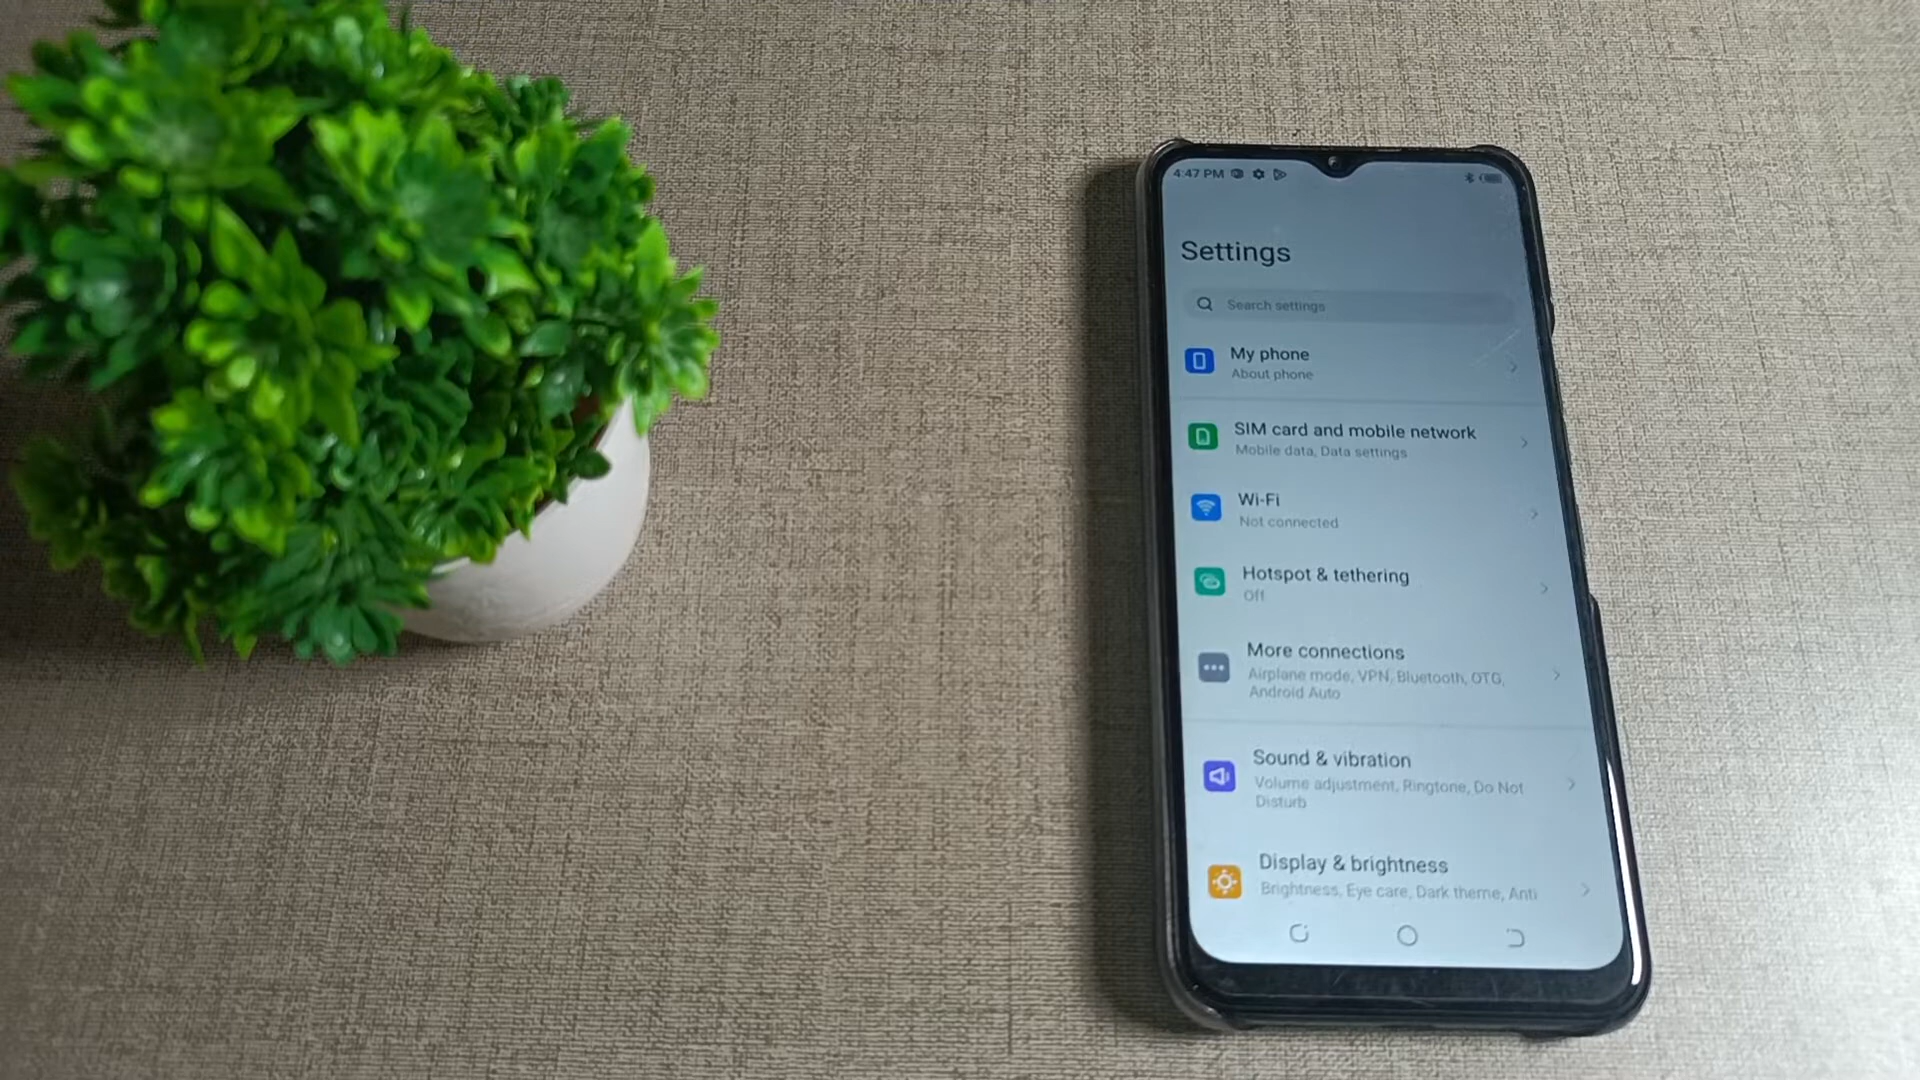 4:47 PM
Settings
Search settings
My phone
About phone
SIM card and mobile network
Mobile data, Data settings
Wi-Fi
Not connected
Hotspot & tethering
Off
More connections
Airplane mode, VPN, Bluetooth, OTG,
Android Auto
Sound & vibration
Volume adjustment, Ringtone, Do Not
Disturb
Display & brightness
Brightness, Eye care, Dark theme, Anti